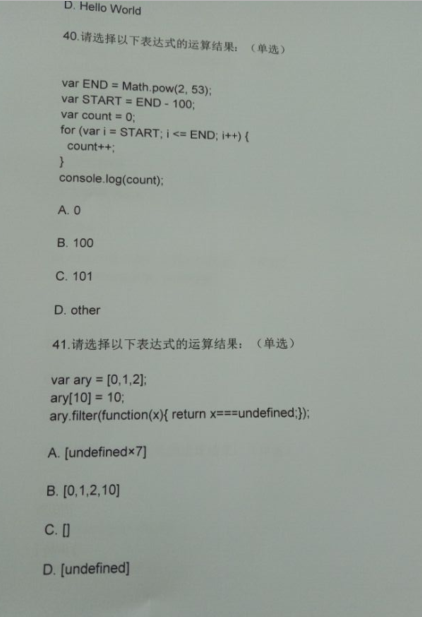 D. Hello World
40.请选择以下表达式的运算结果：（单选）
var END = Math.pow(2, 53);
var START = END - 100;
var count = 0;
for (var i = START; i <= END; i++) {
count++;
}
console.log(count);
A. 0
B. 100
C. 101
D. other
41.请选择以下表达式的运算结果：（单选）
var ary = [0,1,2];
ary[10] = 10;
ary.filter(function(x){ return x===undefined;});
A. [undefined×7]
B. [0,1,2,10]
C. []
D. [undefined]